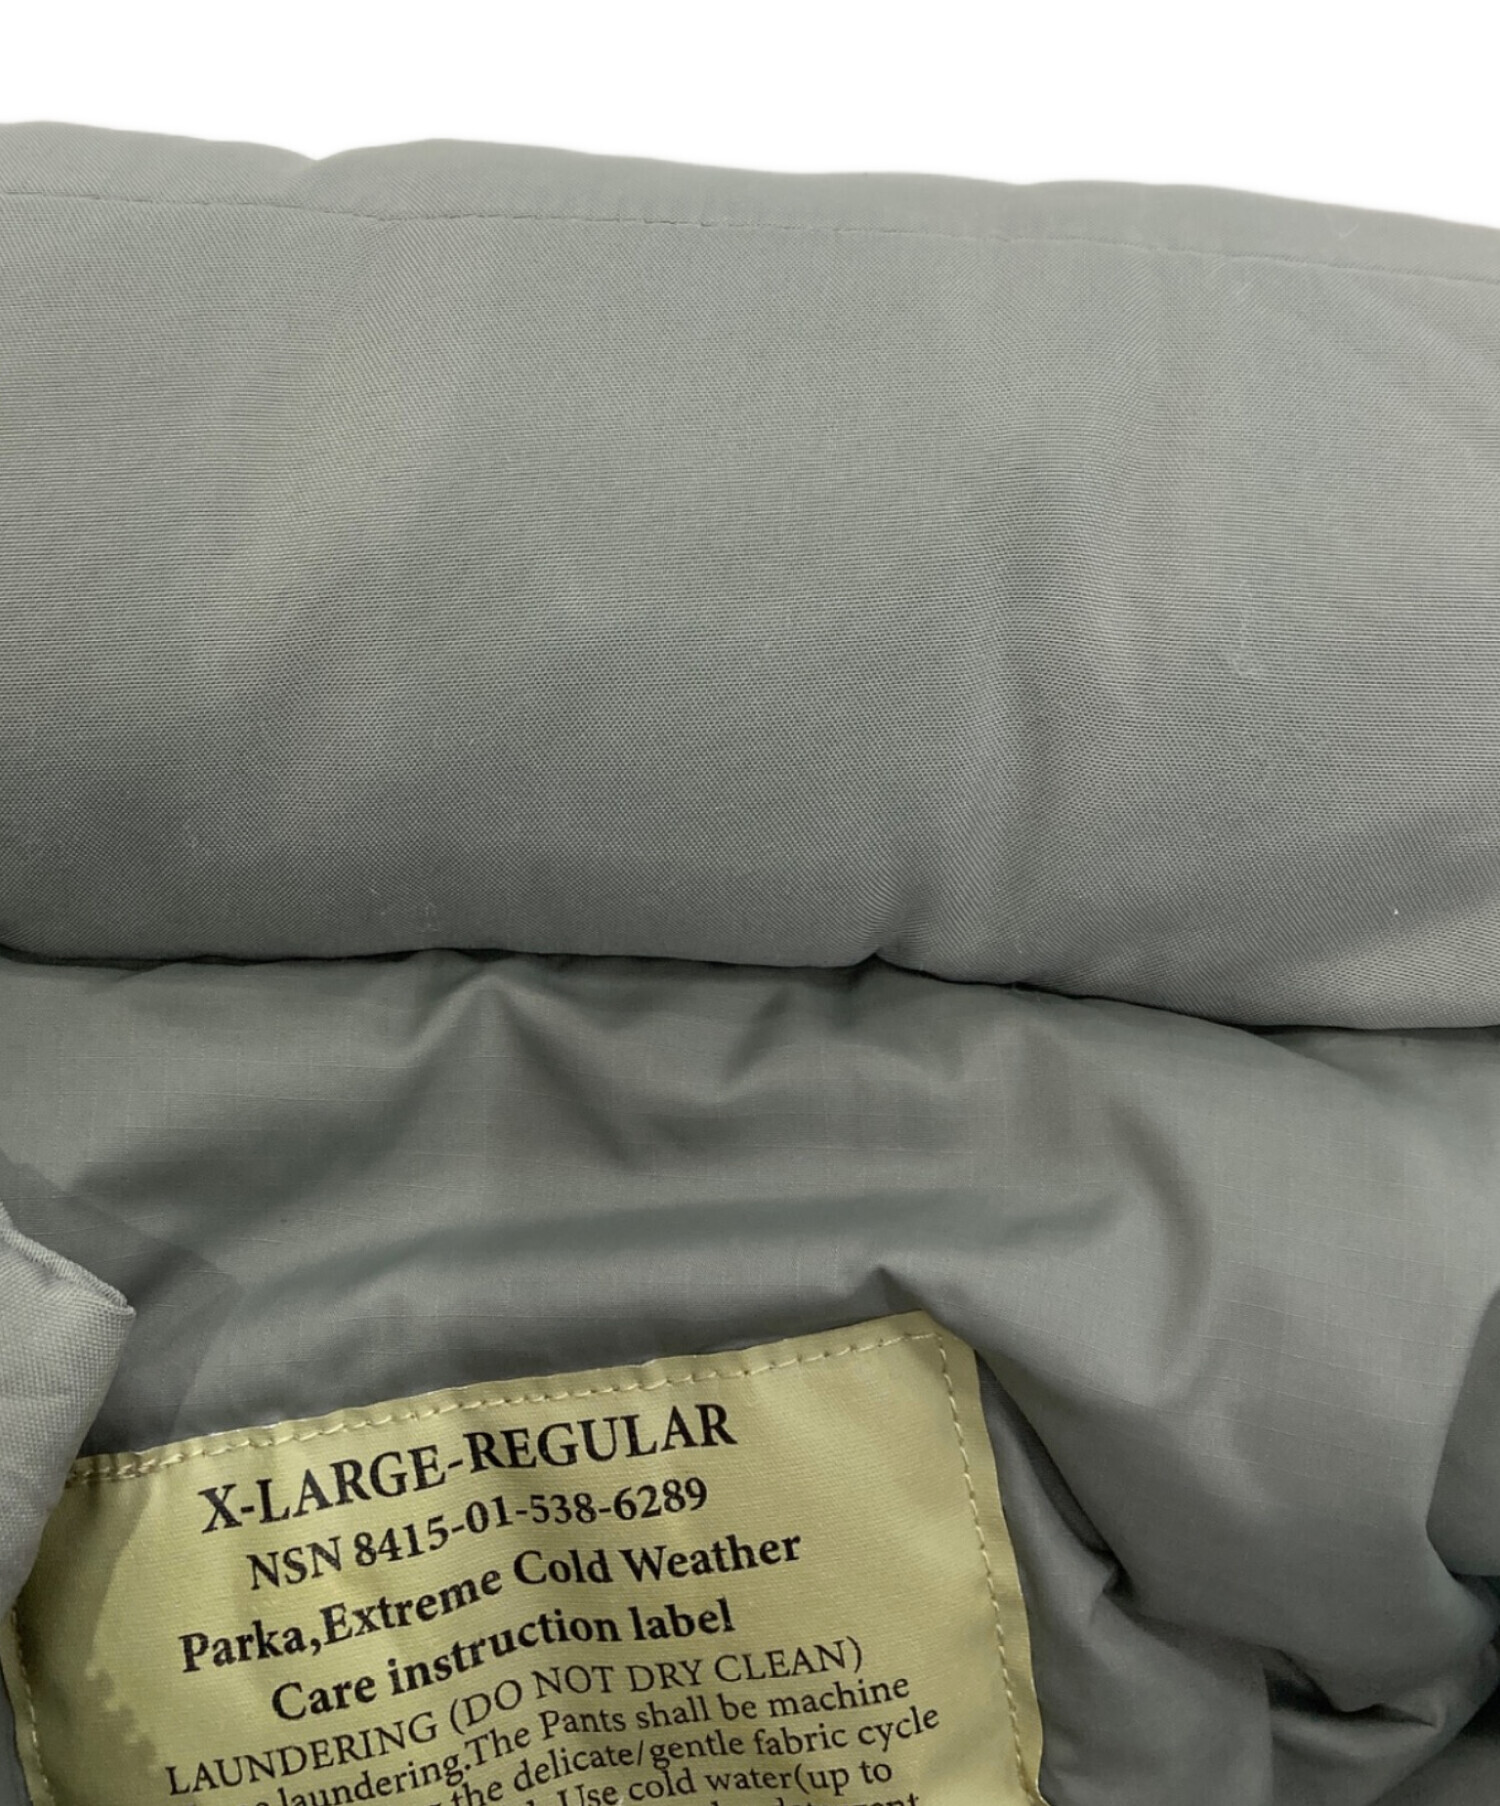 X-LARGE-REGULAR
NSN 8415-01-538-6289
Parka,Extreme Cold Weather
Care instruction label
LAUNDERING (DO NOT DRY CLEAN)
laundering.The Pants shall be machine
the delicate/gentle fabric cycle
Use cold water(up to